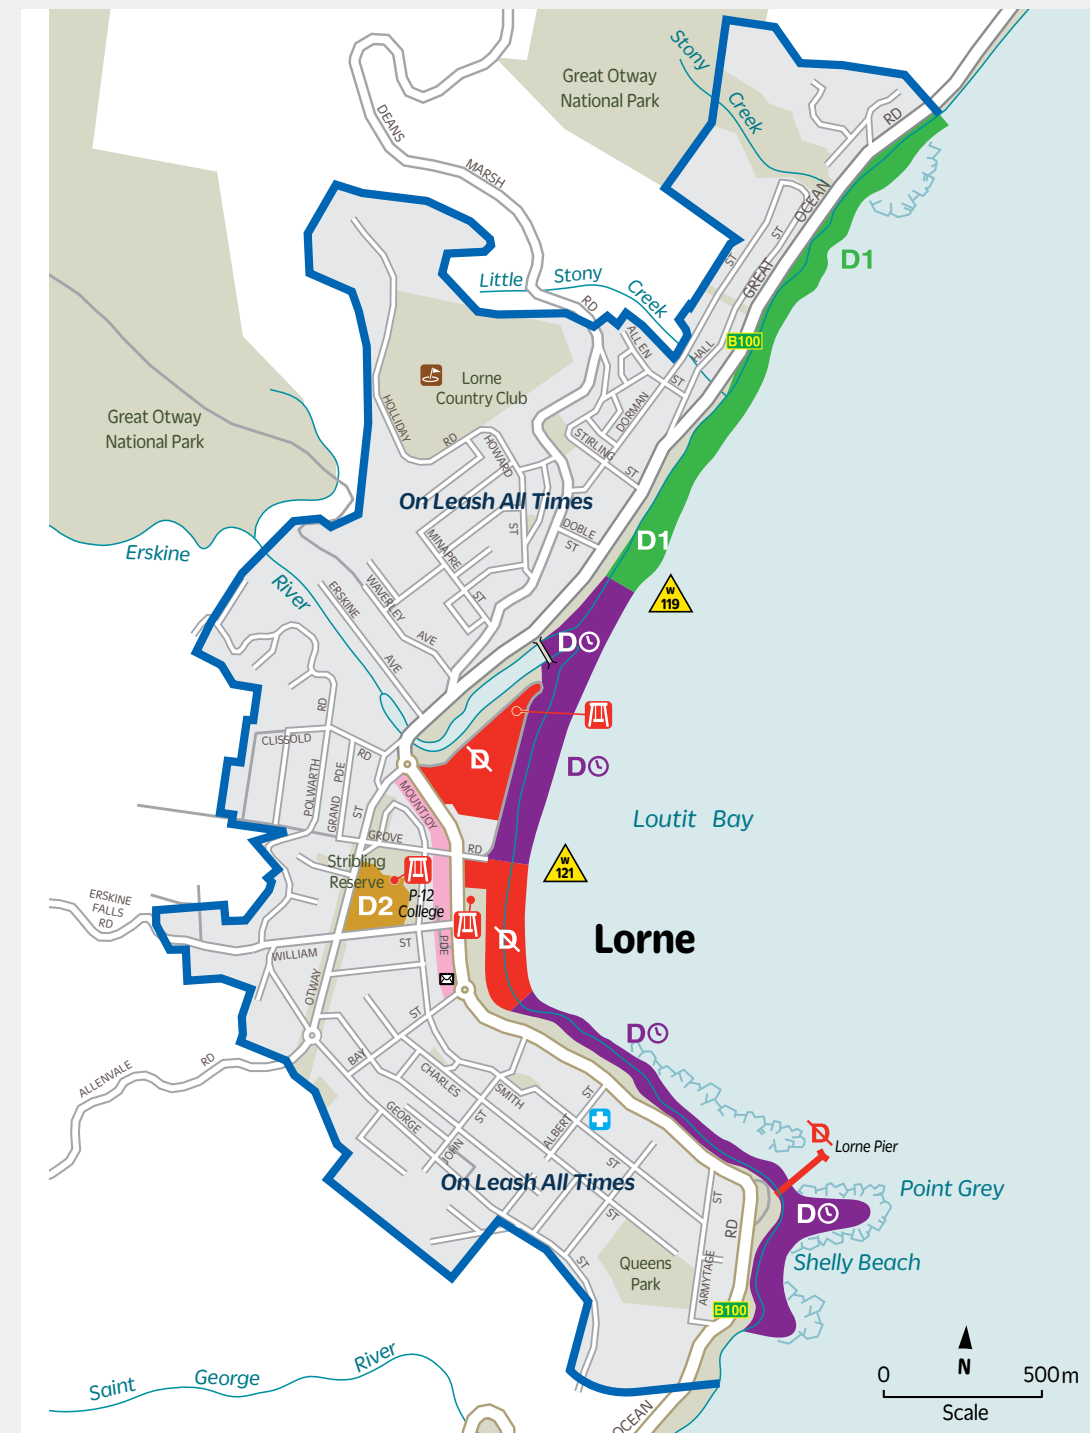 Stony
Creek
Great Otway
National Park
RD
DEANS
MARSH
OCEAN
ST
ST
GREAT
D1
Little Stony Creek
RD
B100
ALLEN
HALL
ST
Lorne
Country Club
DORMAN
HOLLIDAY
RD
HOWARD
STIRLING
ST
Great Otway
National Park
On Leash All Times
ST
DOBLE
ST
D1
MINAPRE
ST
Erskine
River
ERSKINE
AVE
WAVERLEY
AVE
W
119
D
D
D
RD
CLISSOLD
RD
POLWARTH
GRAND
PDE
ST
MOUNTJOY
Loutit Bay
GROVE
RD
Stribling
Reserve
W
121
P-12
College
D2
ERSKINE
FALLS
RD
ST
PDE
D
Lorne
WILLIAM
OTWAY
ST
D
BAY
ALLENVALE
RD
CHARLES
SMITH
ST
GEORGE
ST
ALBERT
JOHN
D
Lorne Pier
ST
On Leash All Times
ST
ST
Point Grey
D
RD
Shelly Beach
Queens
Park
ST
ARMYTAGE
B100
N
0 500m
Scale
Saint George River
OCEAN